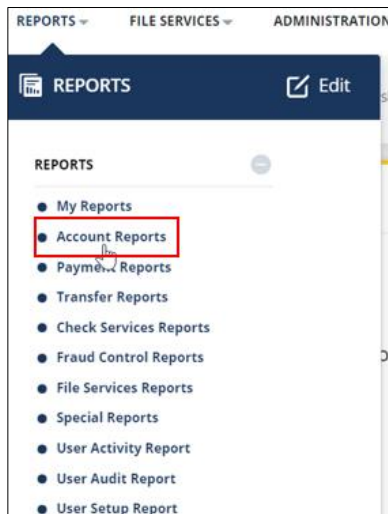 REPORTS FILE SERVICES ADMINISTRATION
REPORTS Edit
REPORTS
My Reports
Account Reports
Payment Reports
Transfer Reports
Check Services Reports
Fraud Control Reports
File Services Reports
Special Reports
User Activity Report
User Audit Report
User Setup Report